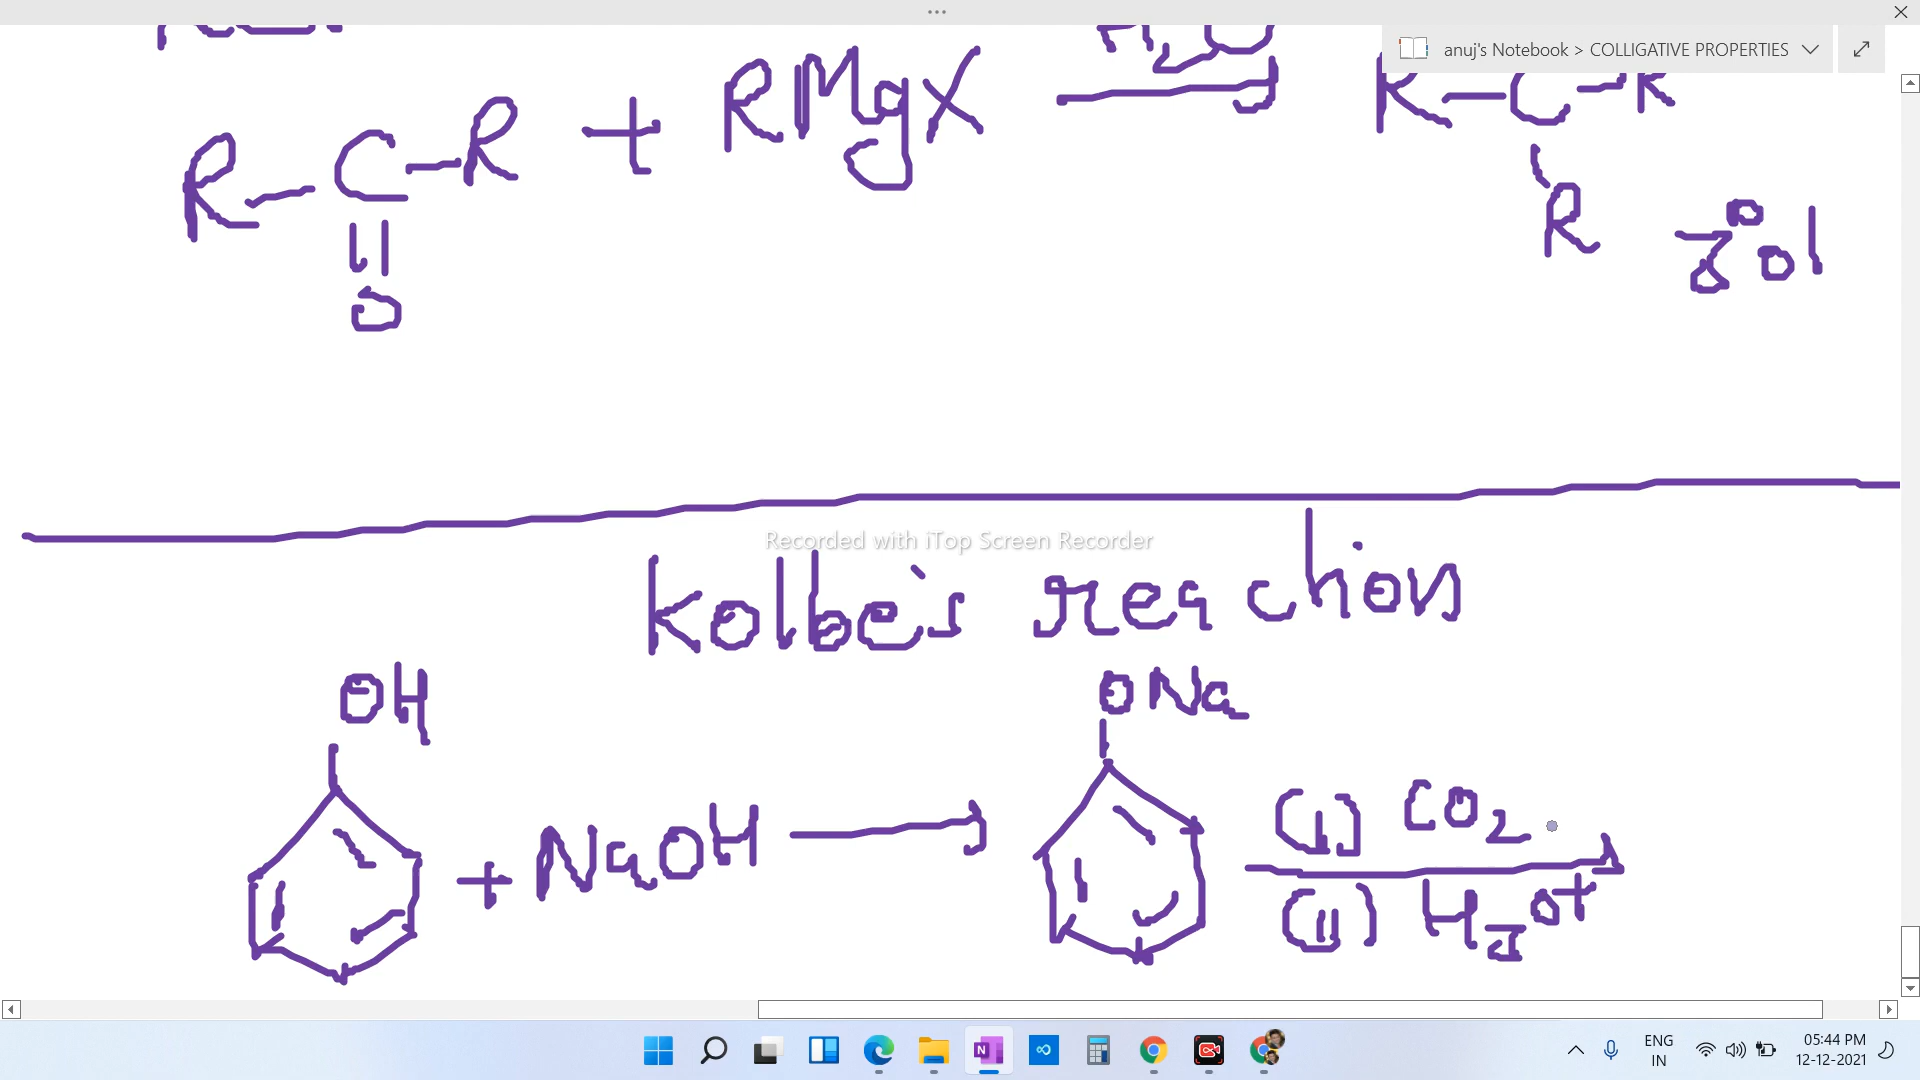 anuj's Notebook > COLLIGATIVE PROPERTIES
R-C-R + RMgX H2O R-C-R
O
R 3° ol
Recorded with iTop Screen Recorder
Kolbe's reaction
OH ONa
+ NaOH (I) CO2
(II) H3O+
ENG
IN
05:44 PM
12-12-2021